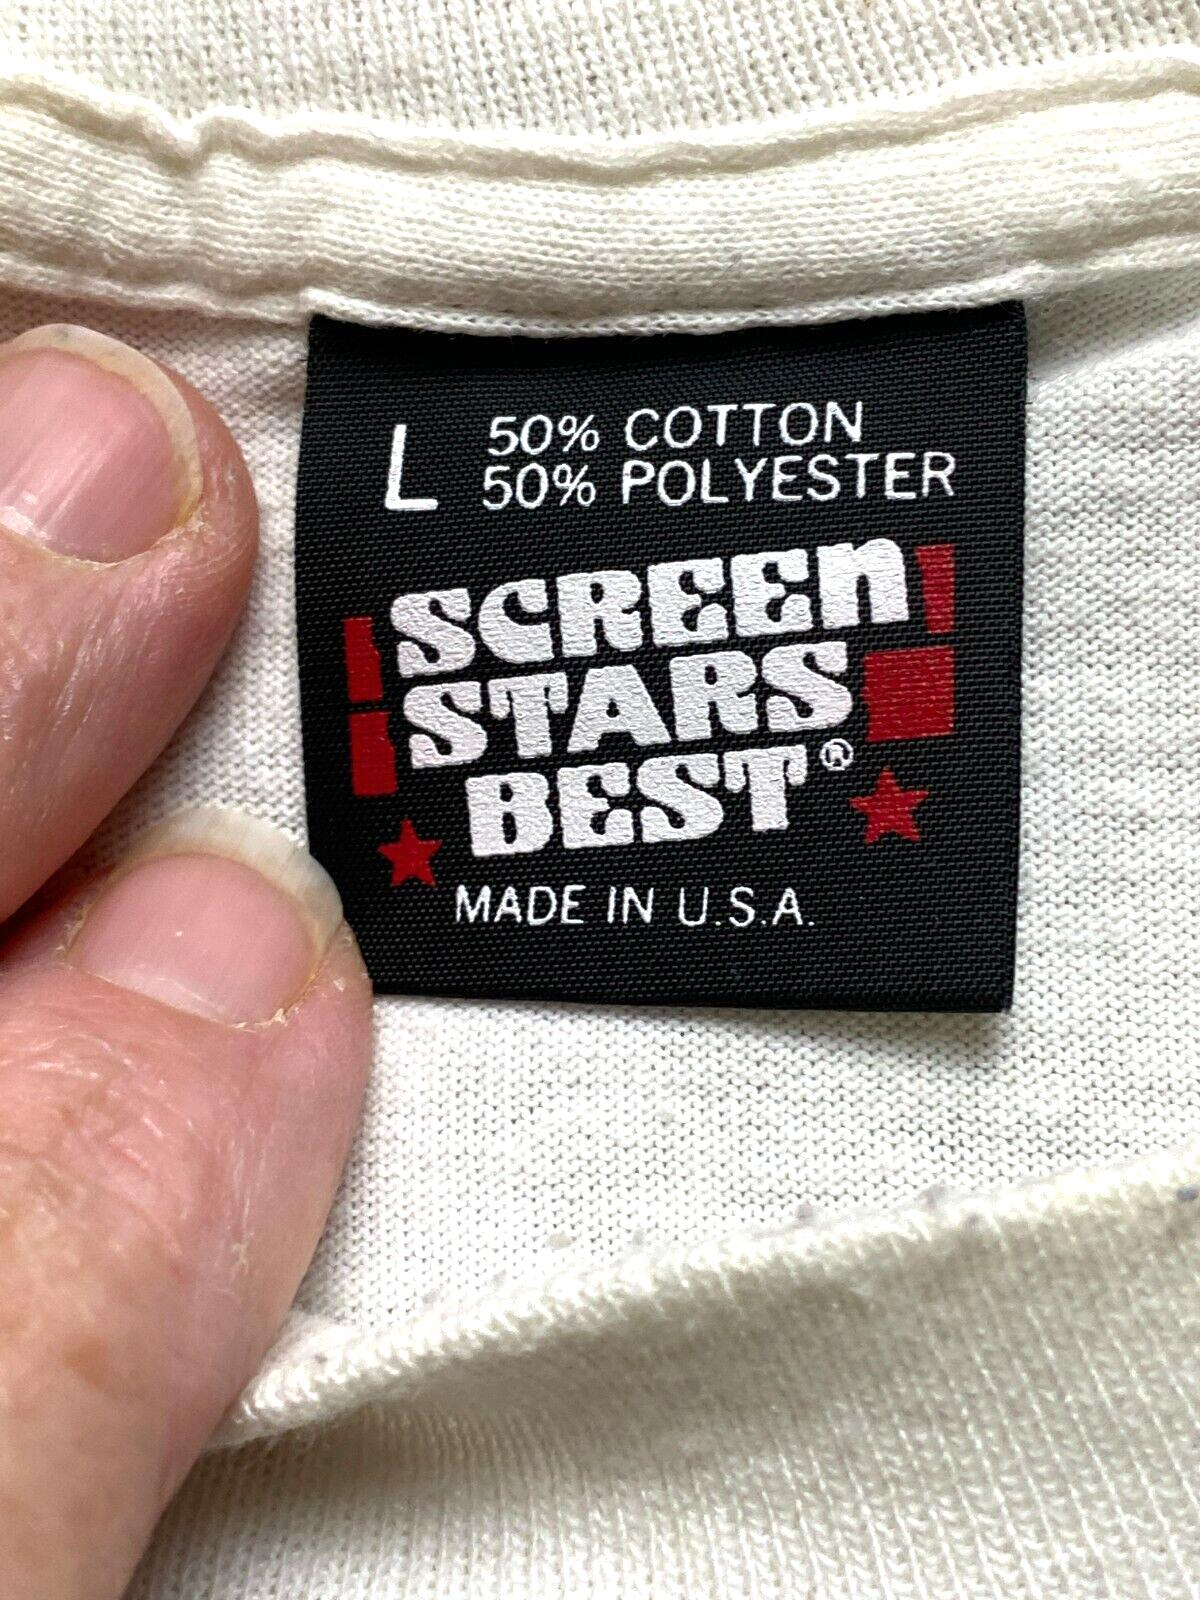 L
50% COTTON
50% POLYESTER
SCREEn
STARS
BEST®
MADE IN U.S.A.